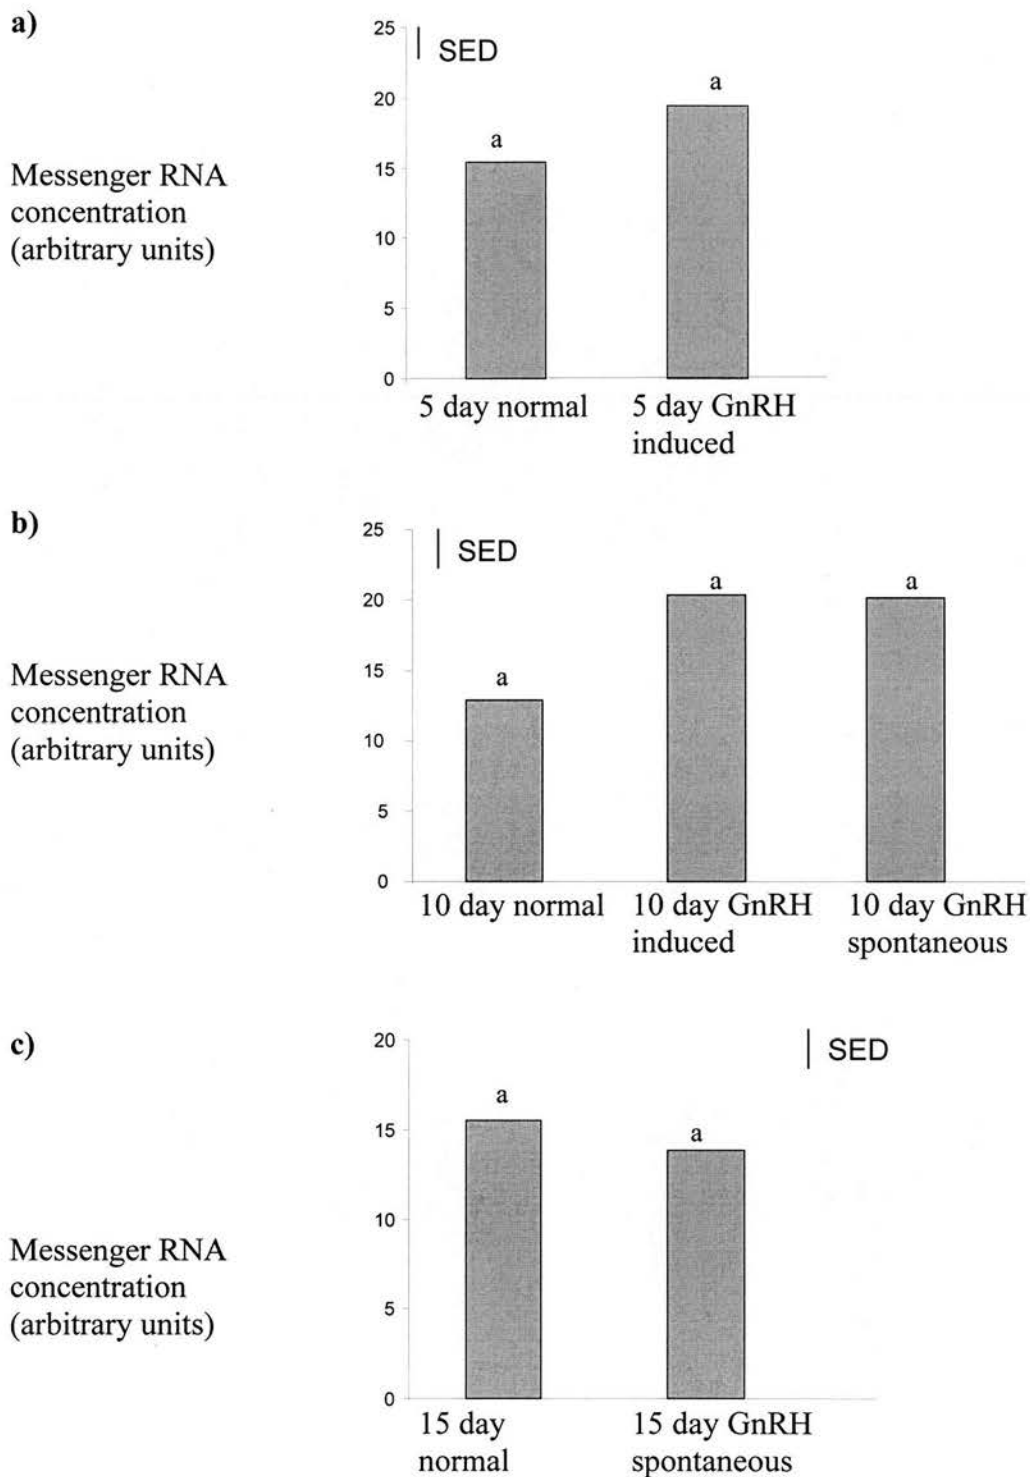 a)
25
SED
20
15
10
5
0
a
a
Messenger RNA
concentration
(arbitrary units)
5 day normal
5 day GnRH
induced
b)
25
SED
20
15
10
5
0
a
a
a
Messenger RNA
concentration
(arbitrary units)
10 day normal
10 day GnRH
induced
10 day GnRH
spontaneous
c)
20
SED
15
10
5
0
a
a
Messenger RNA
concentration
(arbitrary units)
15 day
normal
15 day GnRH
spontaneous